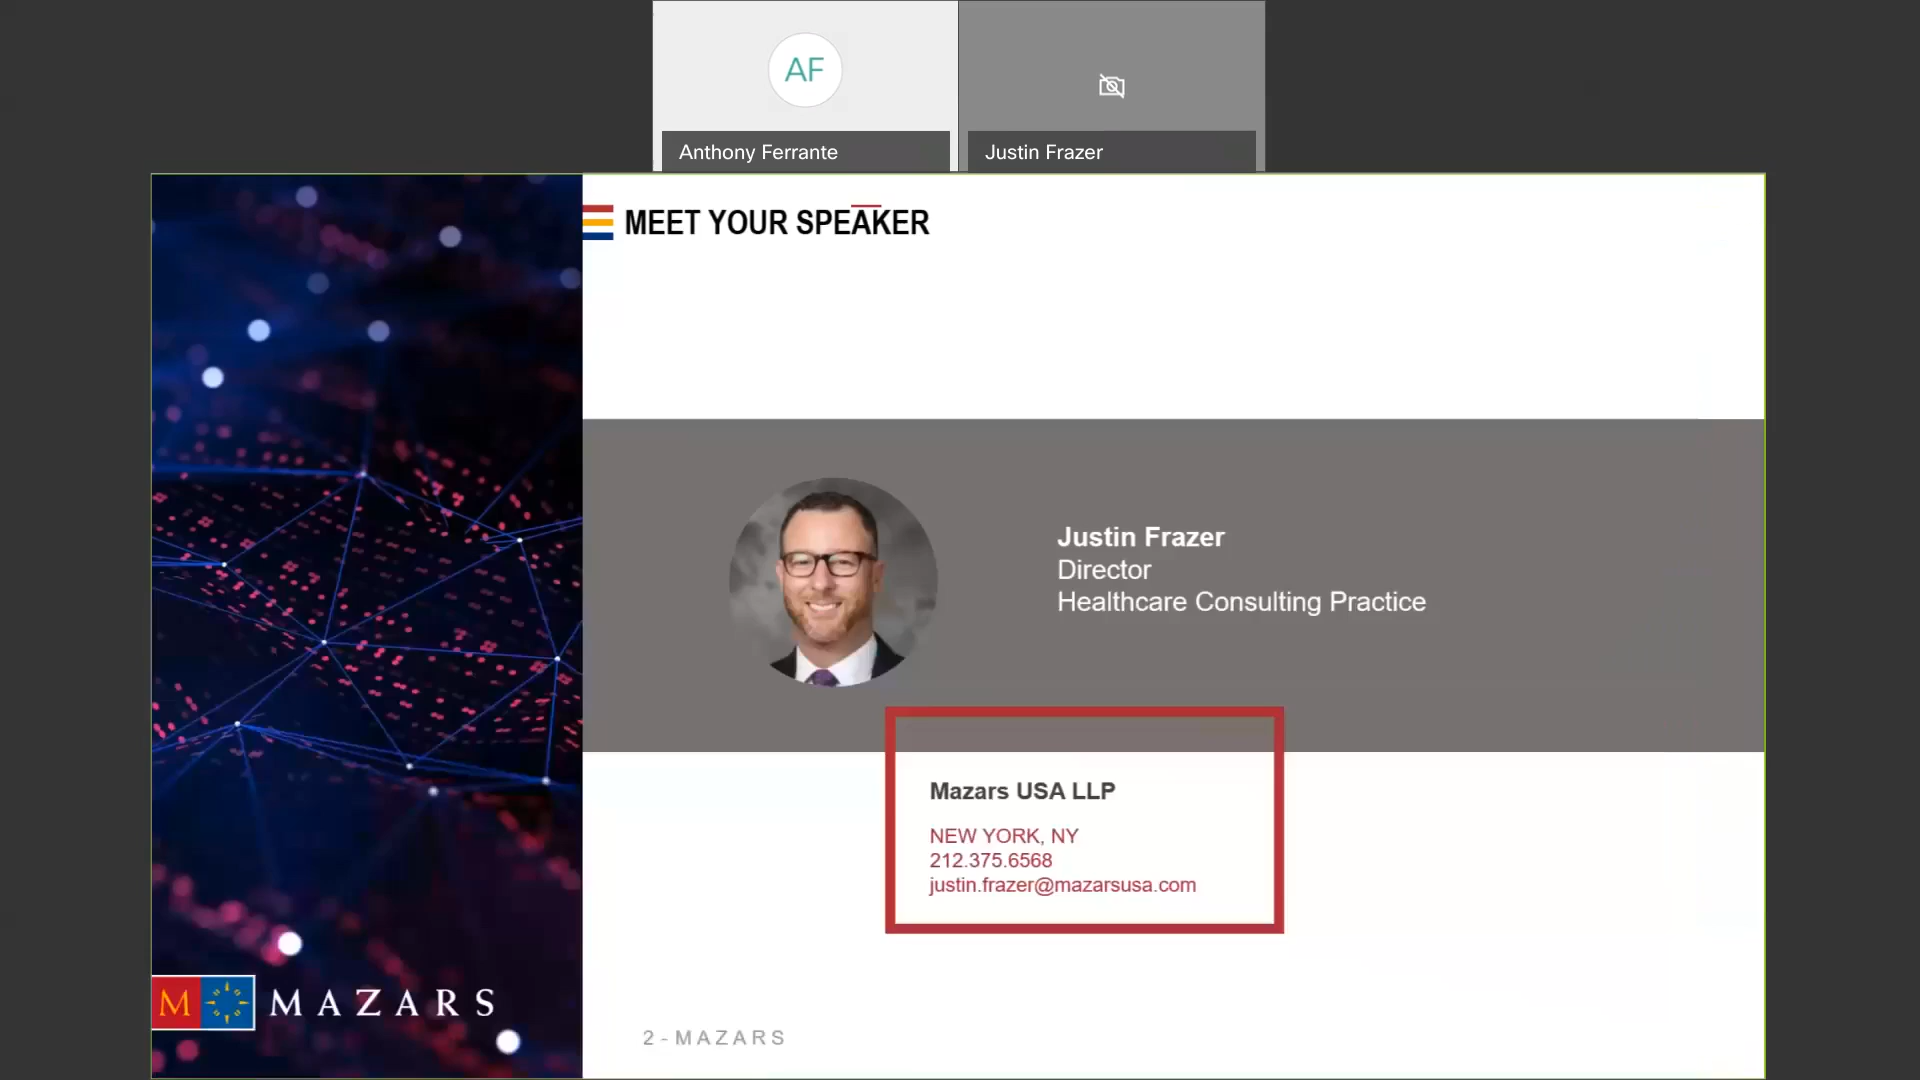 AF
Anthony Ferrante
Justin Frazer
MEET YOUR SPEAKER
Justin Frazer
Director
Healthcare Consulting Practice
Mazars USA LLP
NEW YORK, NY
212.375.6568
justin.frazer@mazarsusa.com
M MAZARS
2 - MAZARS